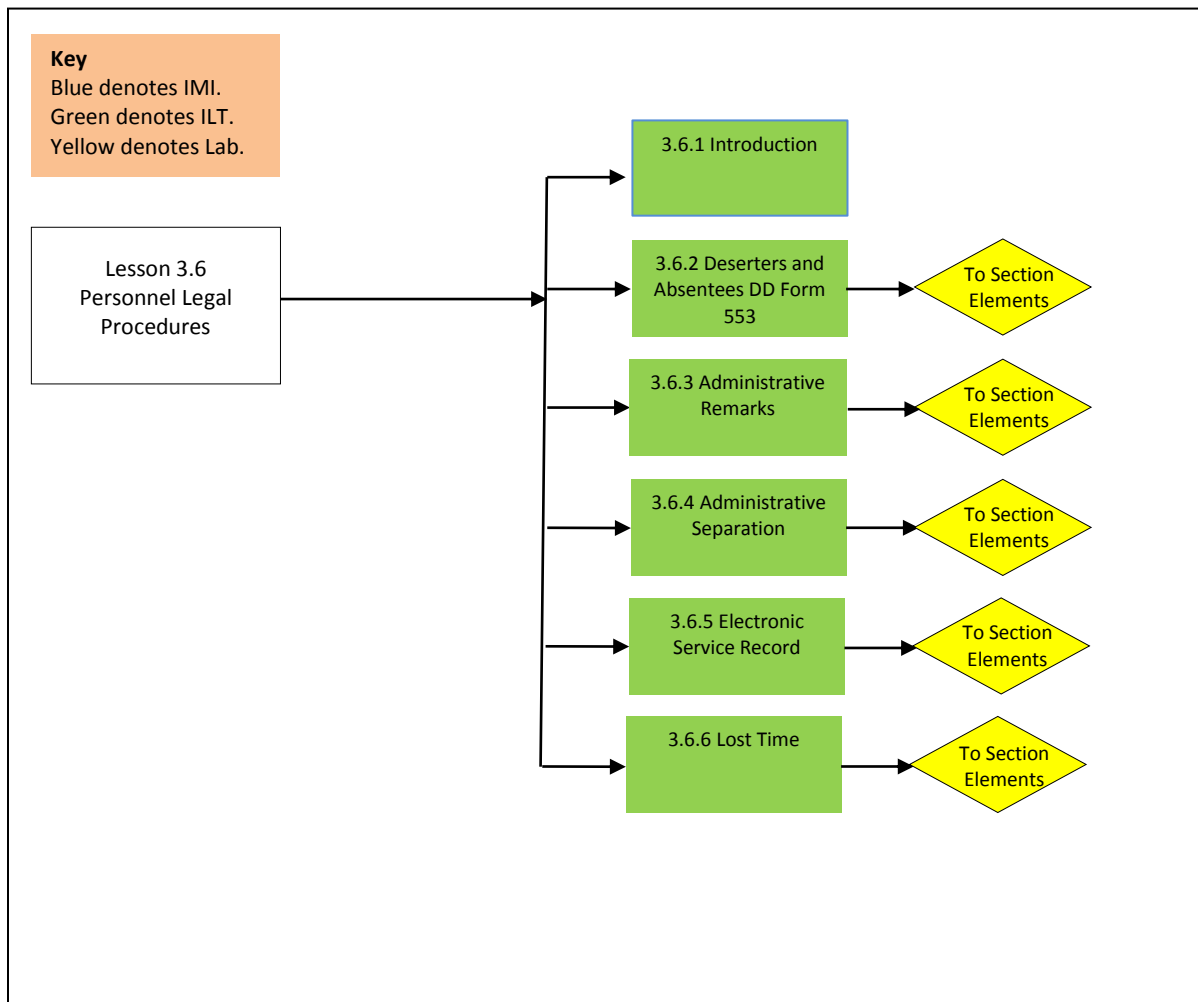 Key
Blue denotes IMI.
Green denotes ILT.
Yellow denotes Lab.
Lesson 3.6
Personnel Legal
Procedures
3.6.1 Introduction
3.6.2 Deserters and
Absentees DD Form
553
To Section
Elements
3.6.3 Administrative
Remarks
To Section
Elements
3.6.4 Administrative
Separation
To Section
Elements
3.6.5 Electronic
Service Record
To Section
Elements
3.6.6 Lost Time
To Section
Elements